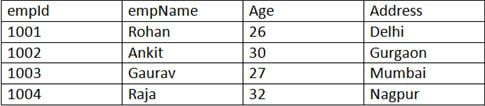 empId empName Age Address
1001 Rohan 26 Delhi
1002 Ankit 30 Gurgaon
1003 Gaurav 27 Mumbai
1004 Raja 32 Nagpur